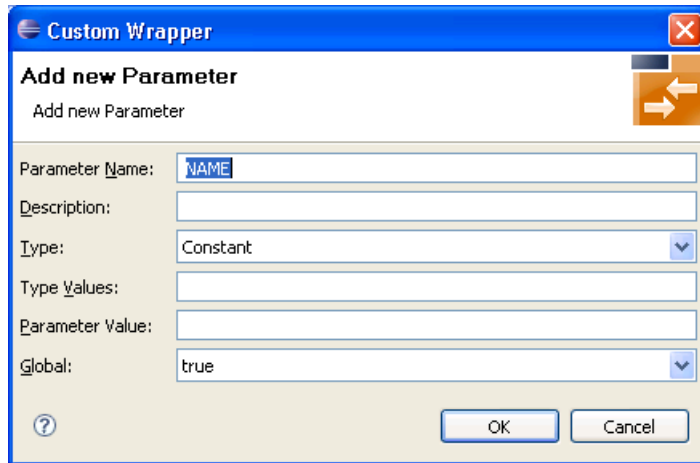 Custom Wrapper
Add new Parameter
Add new Parameter
Parameter Name: NAME
Description:
Type: Constant
Type Values:
Parameter Value:
Global: true
? OK Cancel